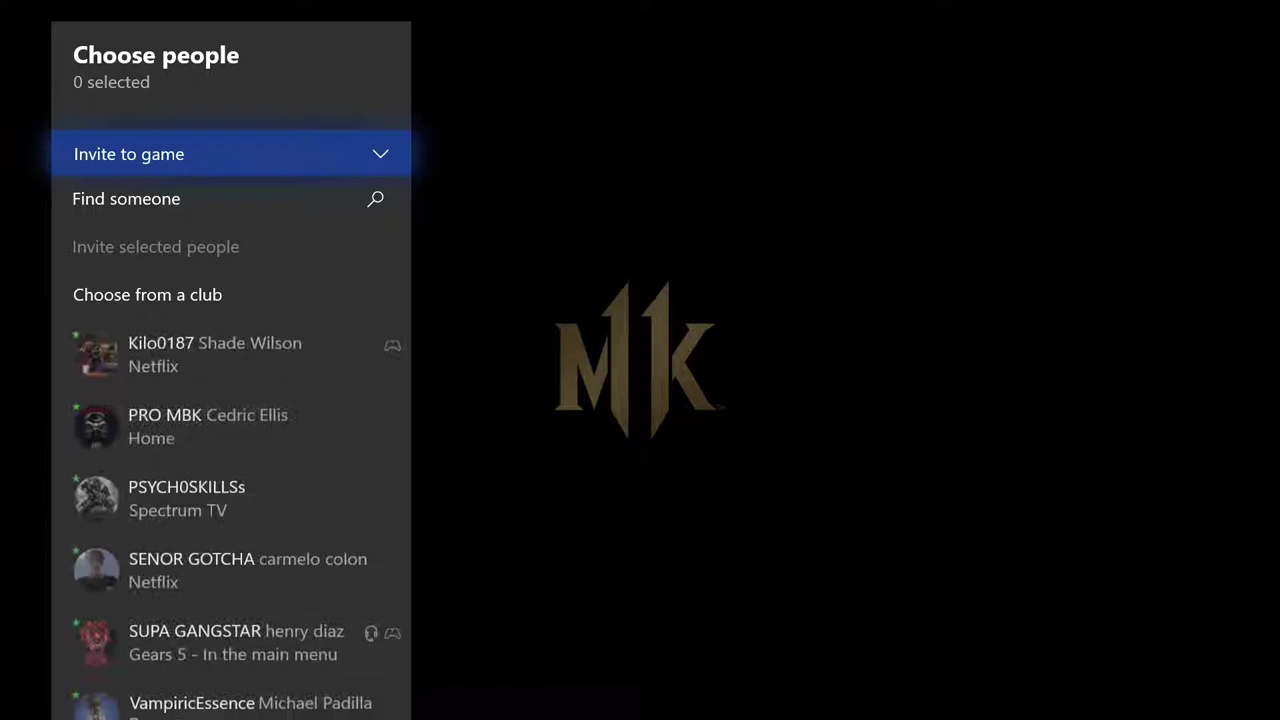 Choose people
0 selected
Invite to game
Find someone
Invite selected people
Choose from a club
Kilo0187 Shade Wilson
Netflix
PRO MBK Cedric Ellis
Home
PSYCH0SKILLSs
Spectrum TV
SENOR GOTCHA carmelo colon
Netflix
SUPA GANGSTAR henry diaz
Gears 5 - In the main menu
VampiricEssence Michael Padilla
MK